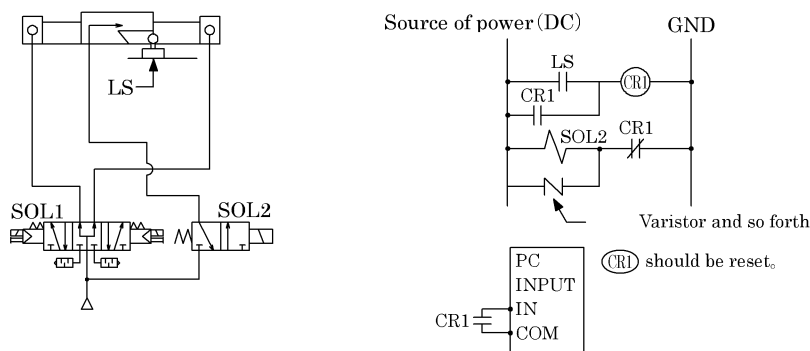 Source of power(DC)
GND
LS
CR1
CR1
SOL2
CR1
LS
SOL1
SOL2
Varistor and so forth
PC
INPUT
IN
COM
CR1
CR1 should be reset。